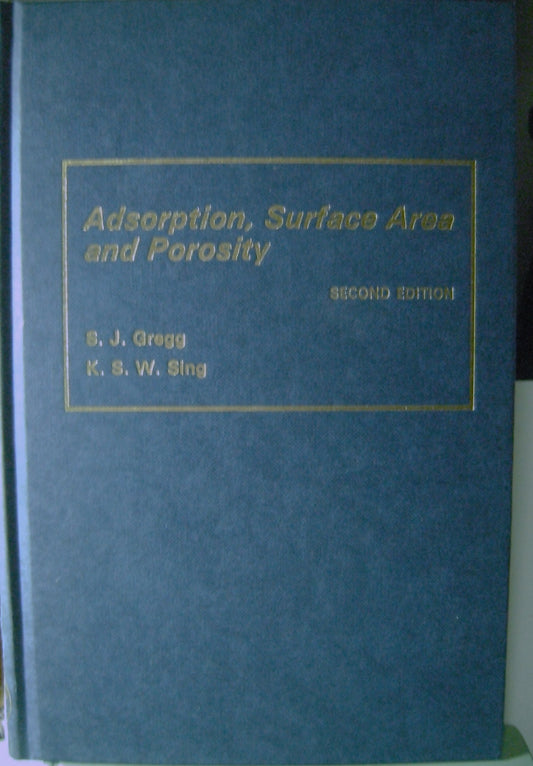 Adsorption, Surface Area
and Porosity
SECOND EDITION
S. J. Gregg
K. S. W. Sing